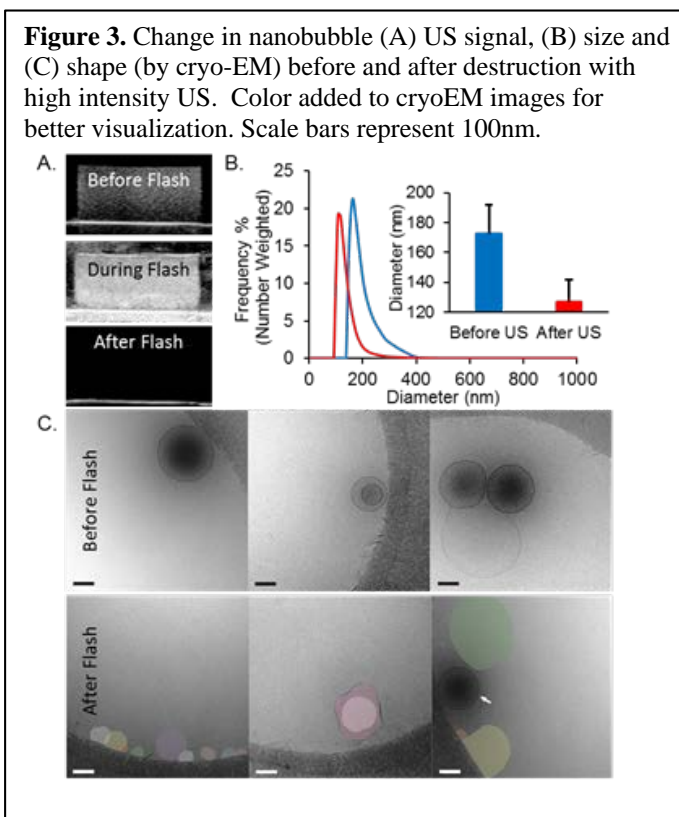 Figure 3. Change in nanobubble (A) US signal, (B) size and
(C) shape (by cryo-EM) before and after destruction with
high intensity US. Color added to cryoEM images for
better visualization. Scale bars represent 100nm.
A.
Before Flash
During Flash
After Flash
B.
Frequency %
(Number Weighted)
25
20
15
10
5
0
0
200
400
600
800
1000
Diameter (nm)
Diameter (nm)
200
180
160
140
120
Before US
After US
C.
Before Flash
After Flash